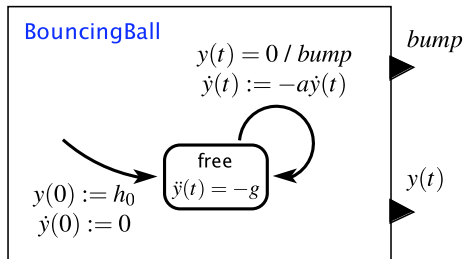 BouncingBall
bump
y(t) = 0 / bump
ẏ(t) := −aẏ(t)
free
ÿ(t) = −g
y(t)
y(0) := h₀
ẏ(0) := 0